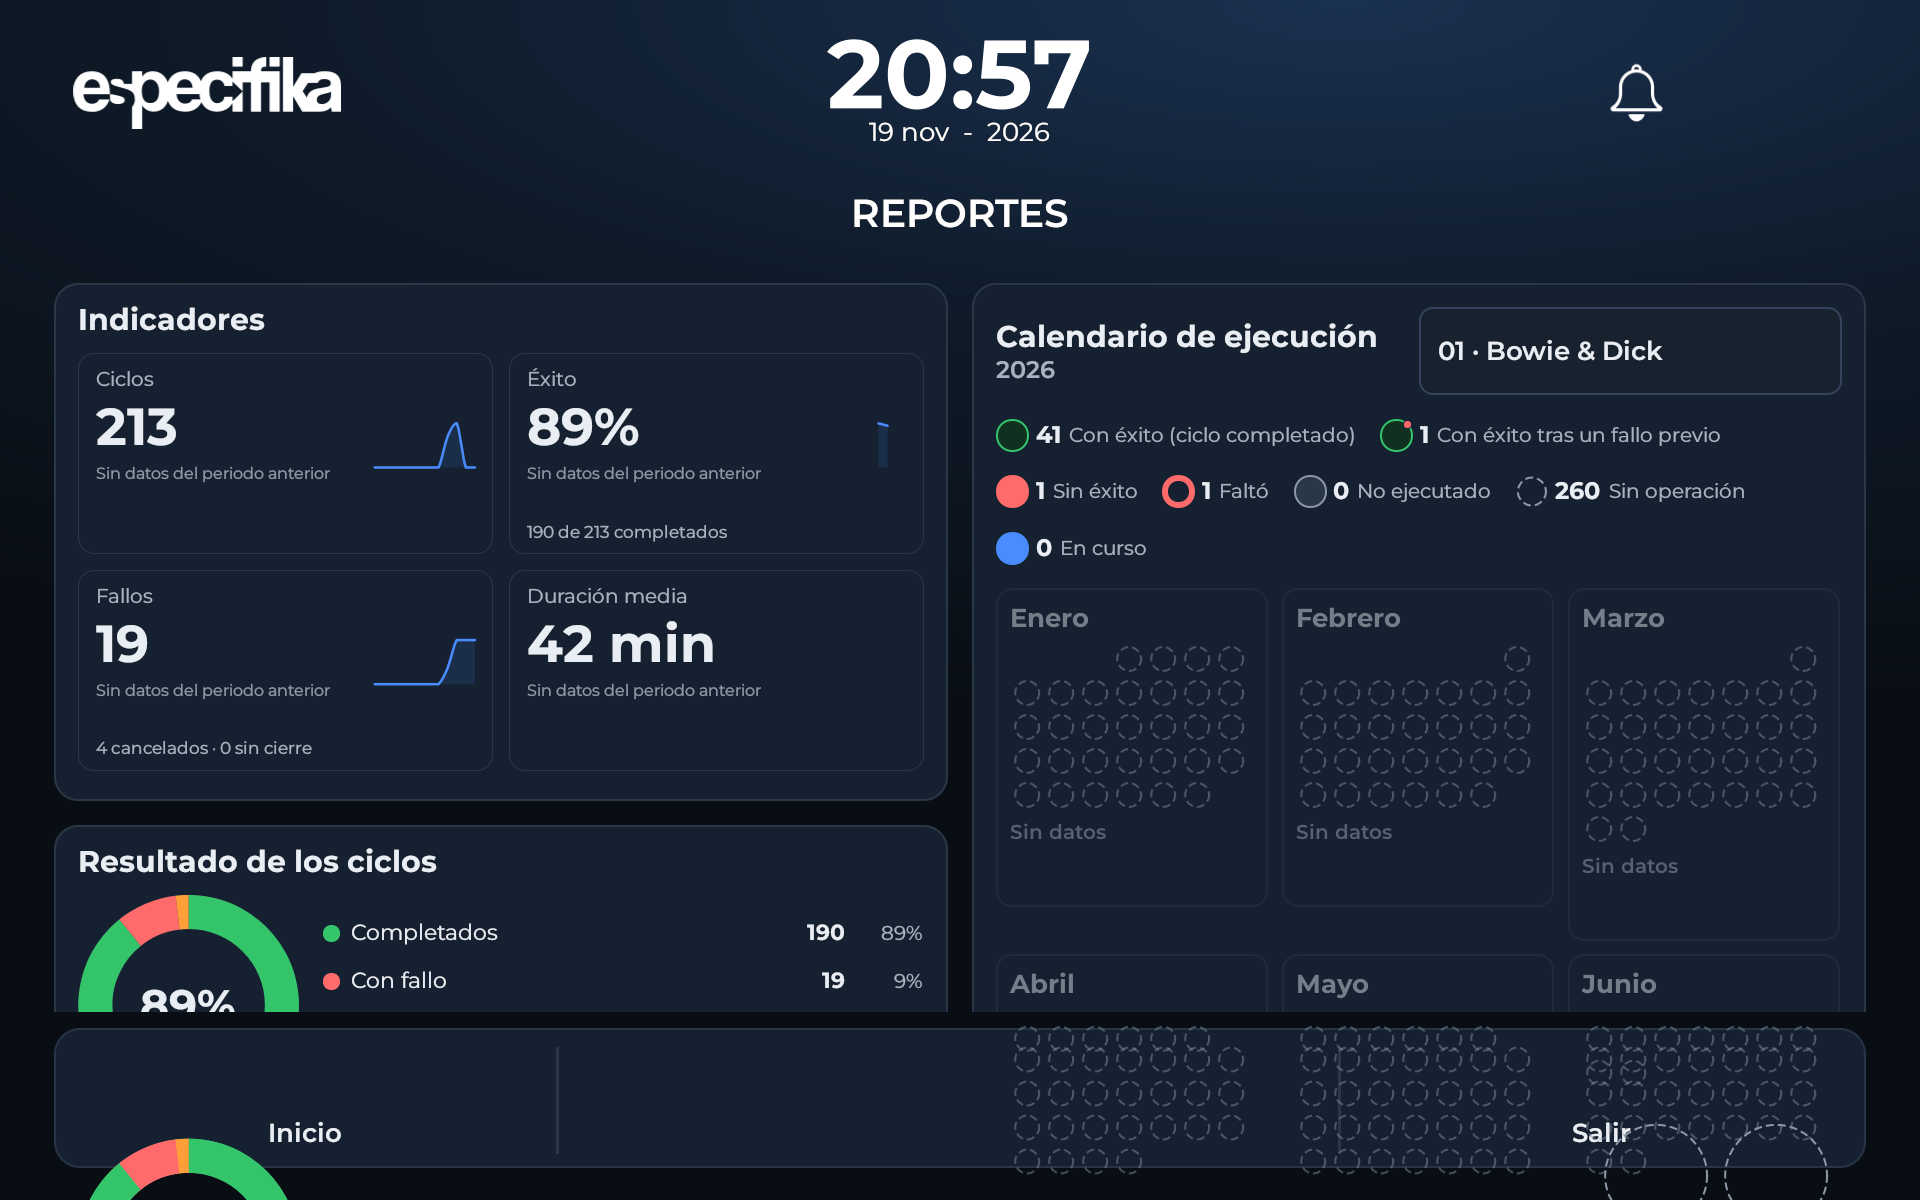 especifika
20:57
19 nov - 2026
REPORTES
Indicadores
Ciclos
213
Sin datos del periodo anterior
Éxito
89%
Sin datos del periodo anterior
190 de 213 completados
Fallos
19
Sin datos del periodo anterior
4 cancelados · 0 sin cierre
Duración media
42 min
Sin datos del periodo anterior
Resultado de los ciclos
89%
Completados 190 89%
Con fallo 19 9%
Calendario de ejecución
2026
01 · Bowie & Dick
41 Con éxito (ciclo completado)
1 Con éxito tras un fallo previo
1 Sin éxito
1 Faltó
0 No ejecutado
260 Sin operación
0 En curso
Enero
Sin datos
Febrero
Sin datos
Marzo
Sin datos
Abril
Mayo
Junio
Inicio
Salir